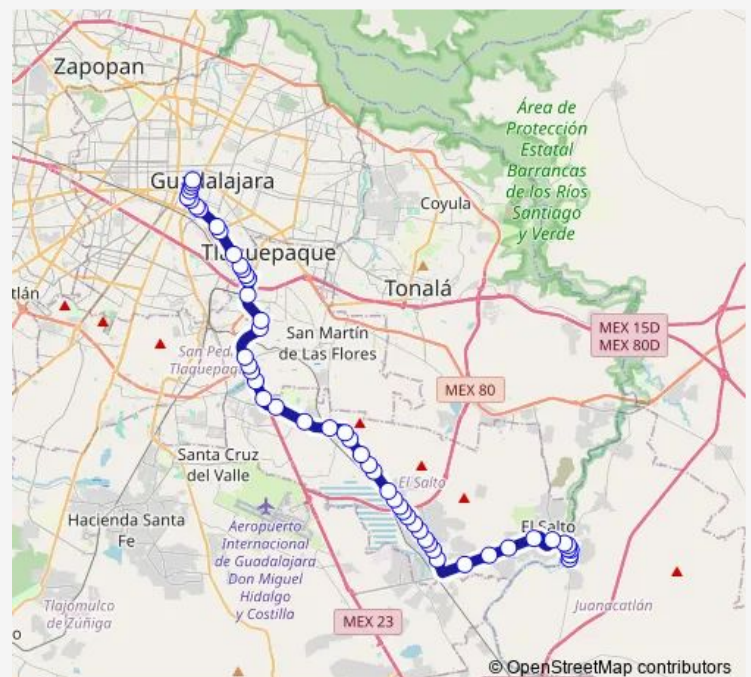 Zapopan
Área de
Protección
Estatal
Barrancas
de los Ríos
Santiago
y Verde
Guadalajara
Coyula
Tlaquepaque
Tonalá
tlán
MEX 15D
MEX 80D
San Martín
de Las Flores
San Ped
Tlaquepaqu
MEX 80
Santa Cruz
del Valle
El Salto
Hacienda Santa
Fe
Aeropuerto
Internacional
de Guadalajara
Don Miguel
Hidalgo
y Costilla
El Salto
Tlajomulco
de Zúñiga
Juanacatlán
MEX 23
o
© OpenStreetMap contributors